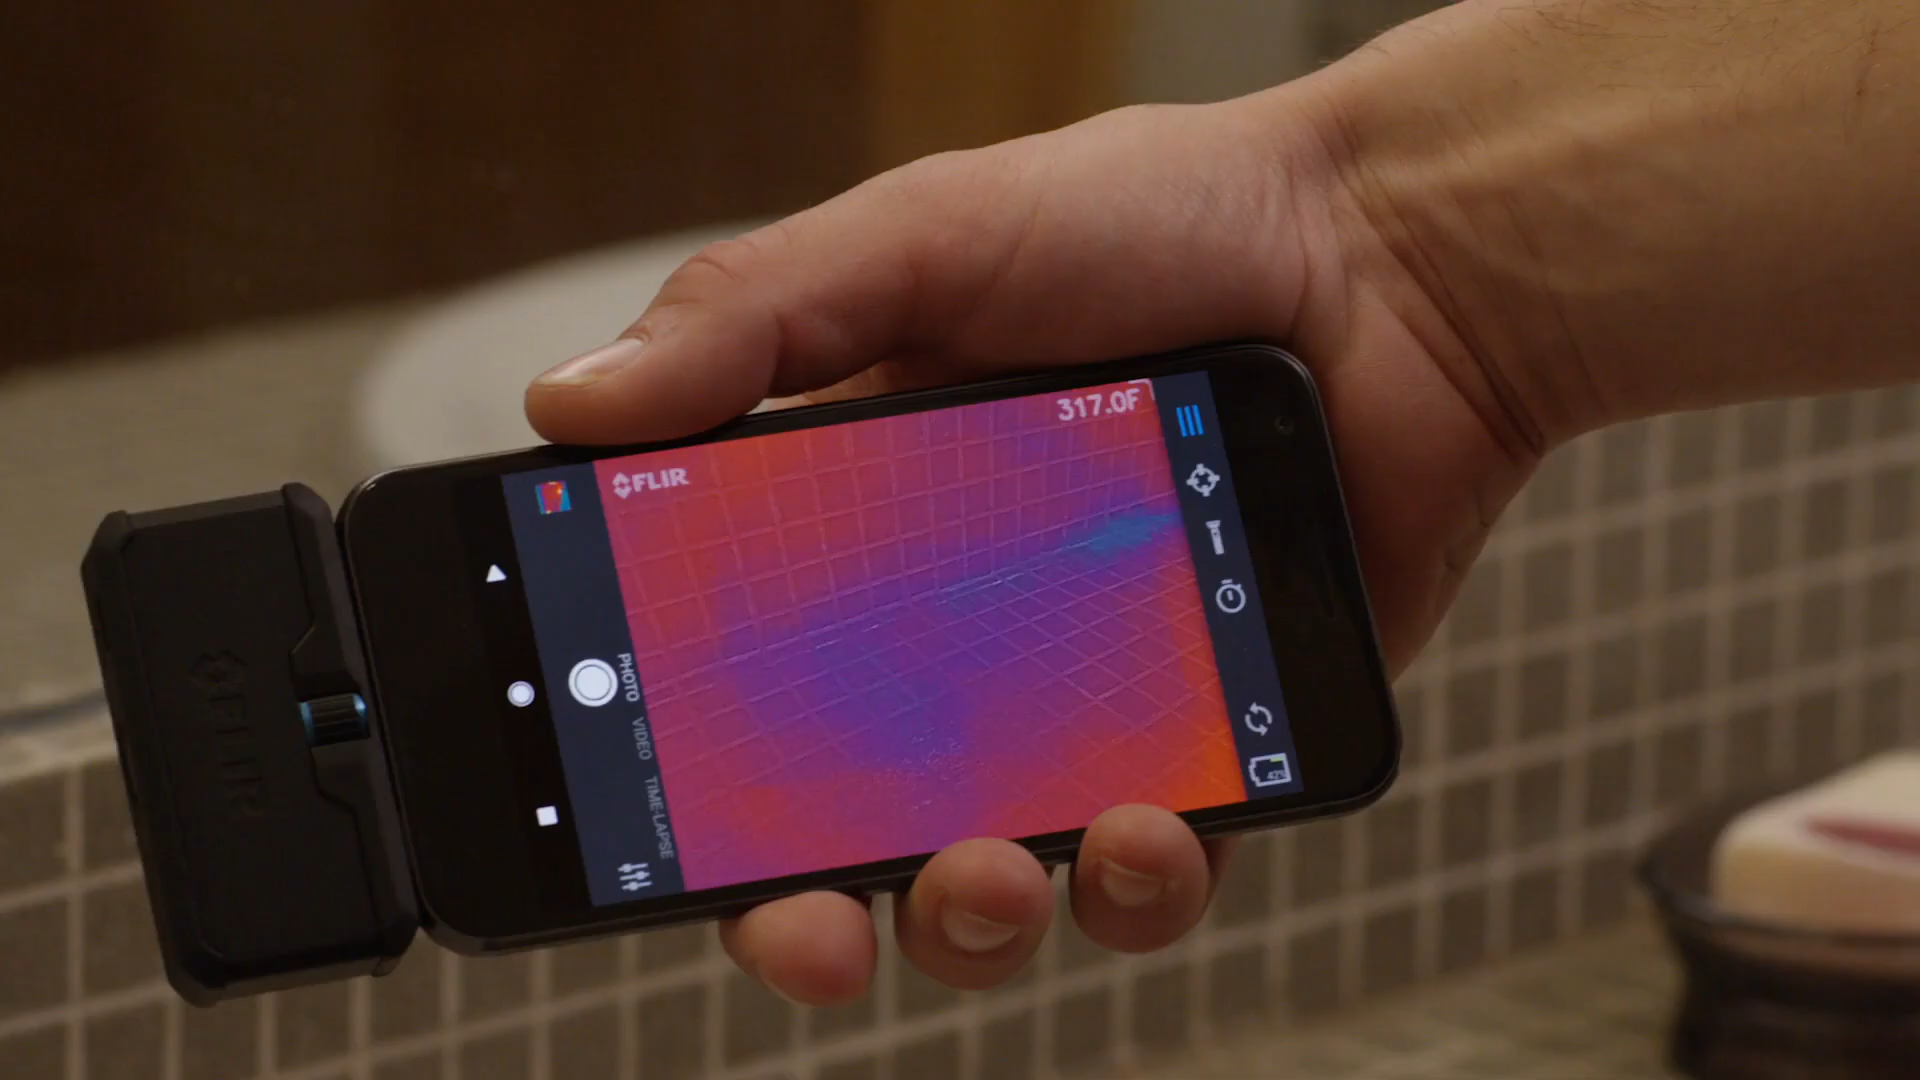 317.0F
FLIR
PHOTO
VIDEO
TIME-LAPSE
FLIR